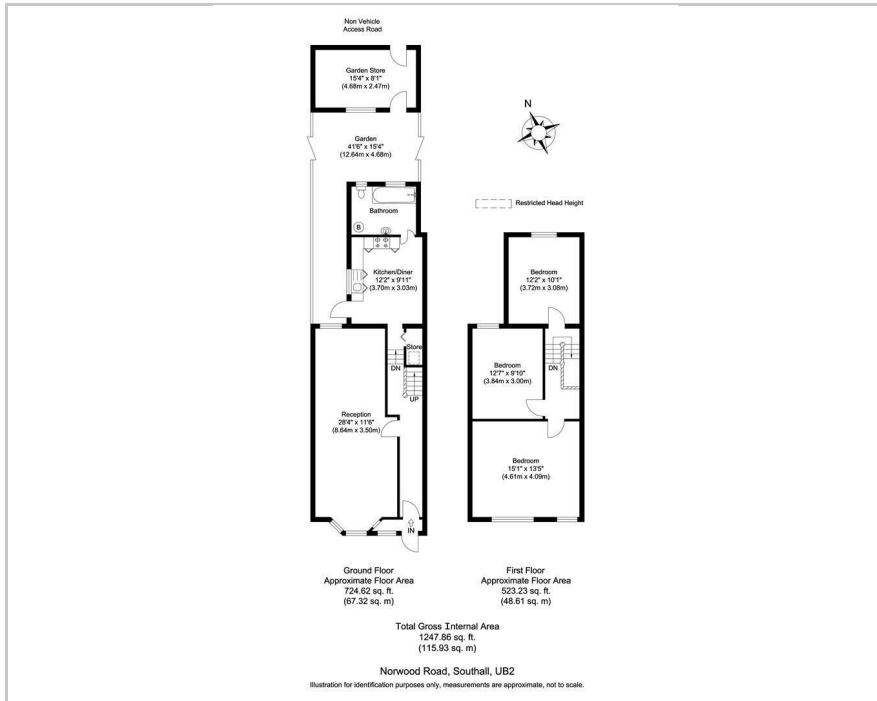 Non Vehicle
Access Road
Garden Store
15'4" x 8'1"
(4.68m x 2.47m)
N
Garden
41'6" x 15'4"
(12.64m x 4.68m)
Restricted Head Height
Bathroom
B
Kitchen/Diner
12'2" x 9'11"
(3.70m x 3.03m)
Bedroom
12'2" x 10'1"
(3.72m x 3.08m)
Store
DN
UP
Bedroom
12'7" x 9'10"
(3.84m x 3.00m)
DN
Reception
28'4" x 11'6"
(8.64m x 3.50m)
Bedroom
15'1" x 13'5"
(4.61m x 4.09m)
IN
Ground Floor
Approximate Floor Area
724.62 sq. ft.
(67.32 sq. m)
First Floor
Approximate Floor Area
523.23 sq. ft.
(48.61 sq. m)
Total Gross Internal Area
1247.86 sq. ft.
(115.93 sq. m)
Norwood Road, Southall, UB2
Illustration for identification purposes only, measurements are approximate, not to scale.